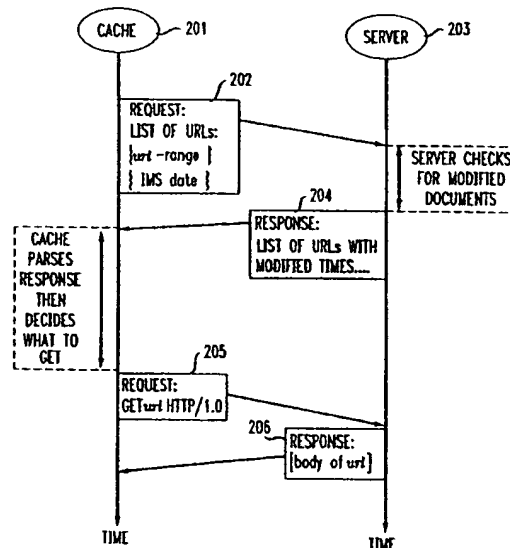 CACHE
201
SERVER
203
202
REQUEST:
LIST OF URLs:
{url-range }
{ IMS date }
SERVER CHECKS
FOR MODIFIED
DOCUMENTS
204
RESPONSE:
LIST OF URLs WITH
MODIFIED TIMES....
CACHE
PARSES
RESPONSE
THEN
DECIDES
WHAT TO
GET
205
REQUEST:
GET url HTTP/1.0
206
RESPONSE:
[body of url]
TIME
TIME